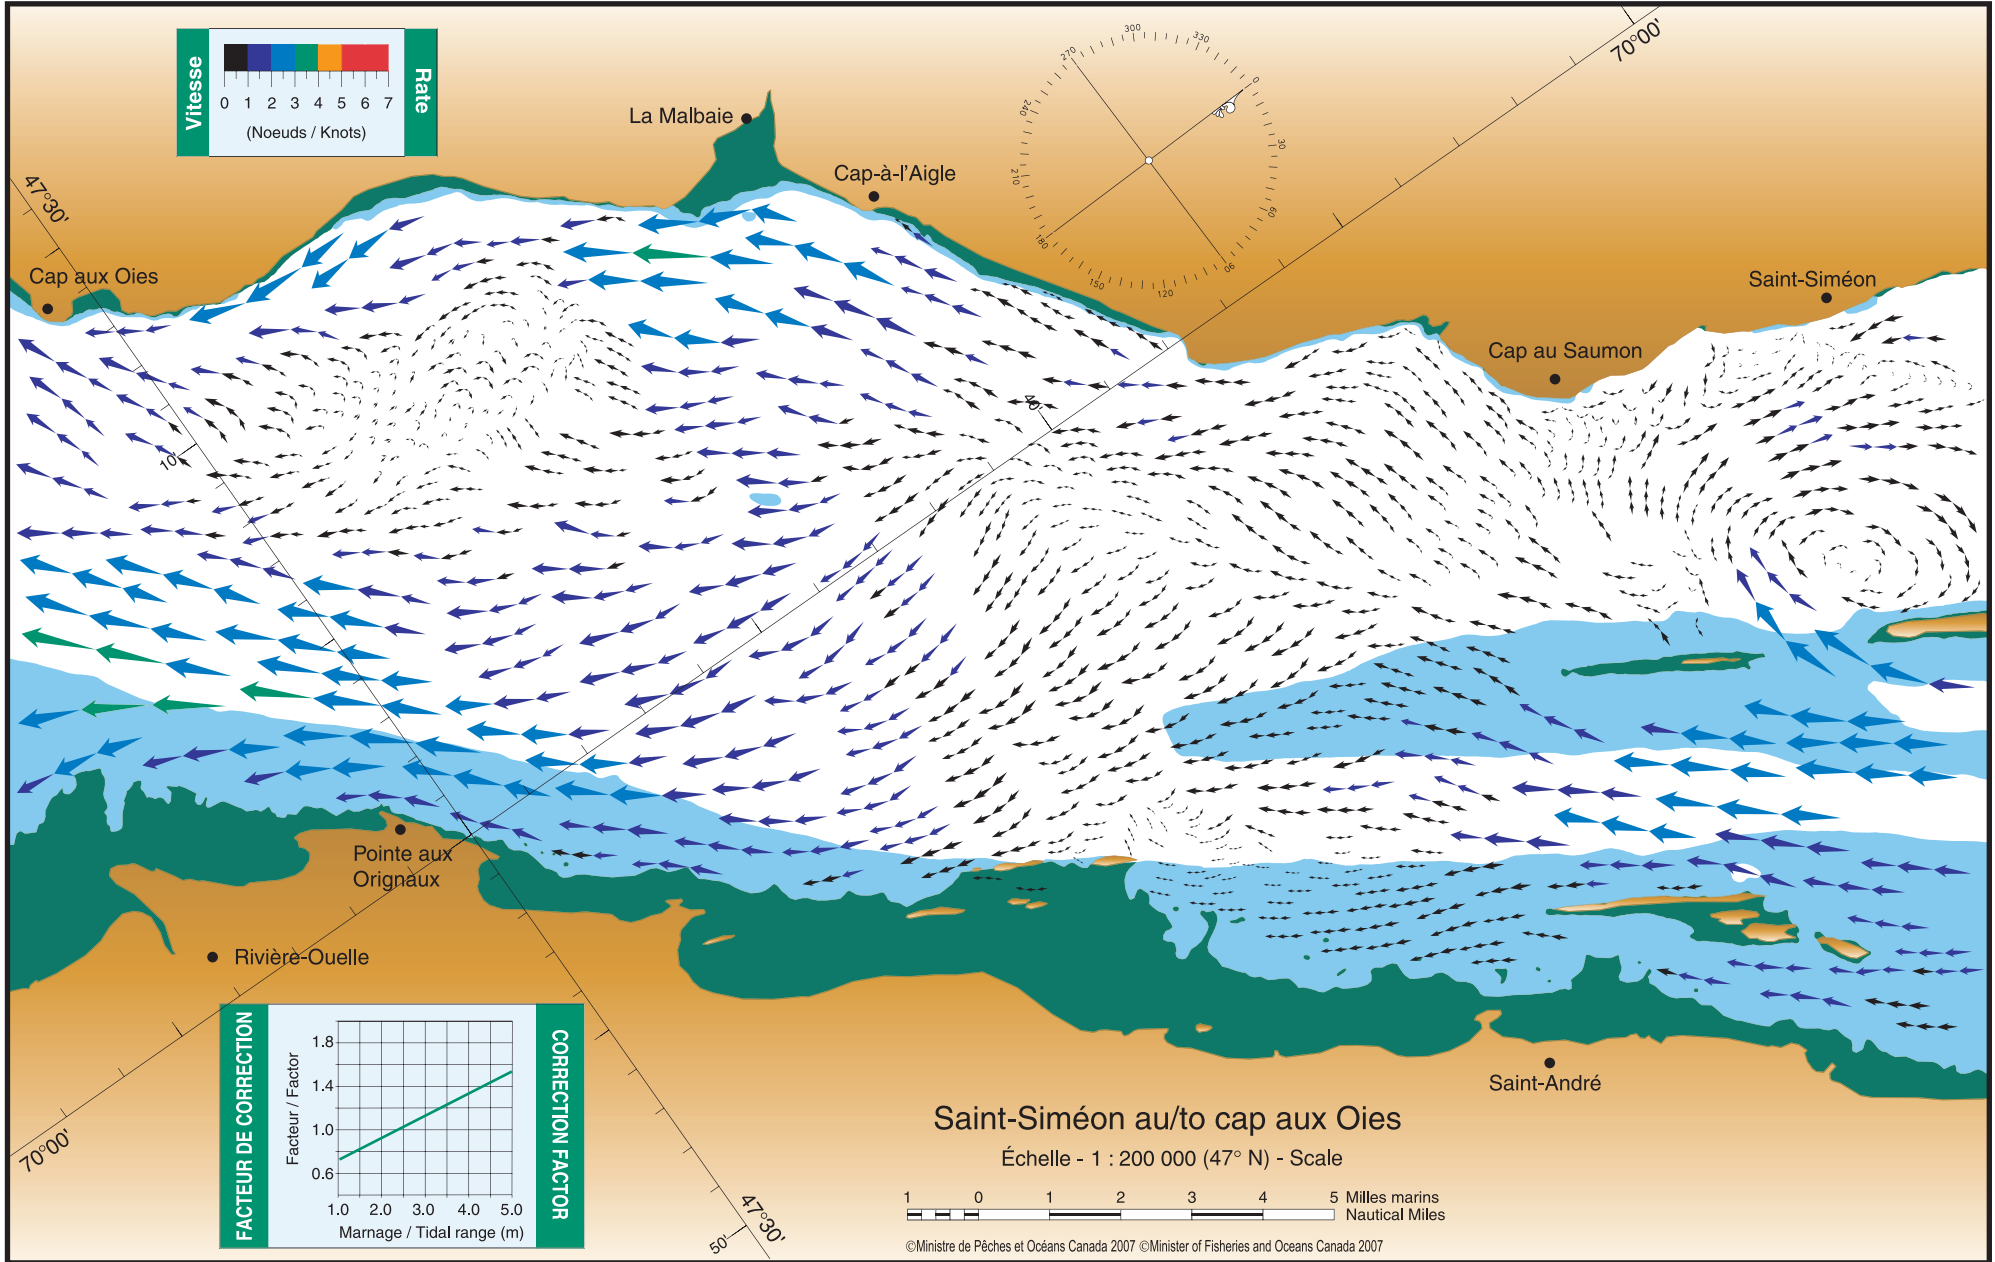 Vitesse
0 1 2 3 4 5 6 7
(Noeuds / Knots)
Rate
70°00'
300
330
270
0
240
30
210
60
180
90
150
120
La Malbaie
Cap-à-l'Aigle
47°30'
Cap aux Oies
Saint-Siméon
Cap au Saumon
40'
10'
Pointe aux
Orignaux
Rivière-Ouelle
70°00'
FACTEUR DE CORRECTION
Facteur / Factor
1.8
1.4
1.0
0.6
1.0 2.0 3.0 4.0 5.0
Marnage / Tidal range (m)
CORRECTION FACTOR
47°30'
50'
Saint-André
Saint-Siméon au/to cap aux Oies
Échelle - 1 : 200 000 (47° N) - Scale
1 0 1 2 3 4 5 Milles marins
Nautical Miles
©Ministre de Pêches et Océans Canada 2007 ©Minister of Fisheries and Oceans Canada 2007